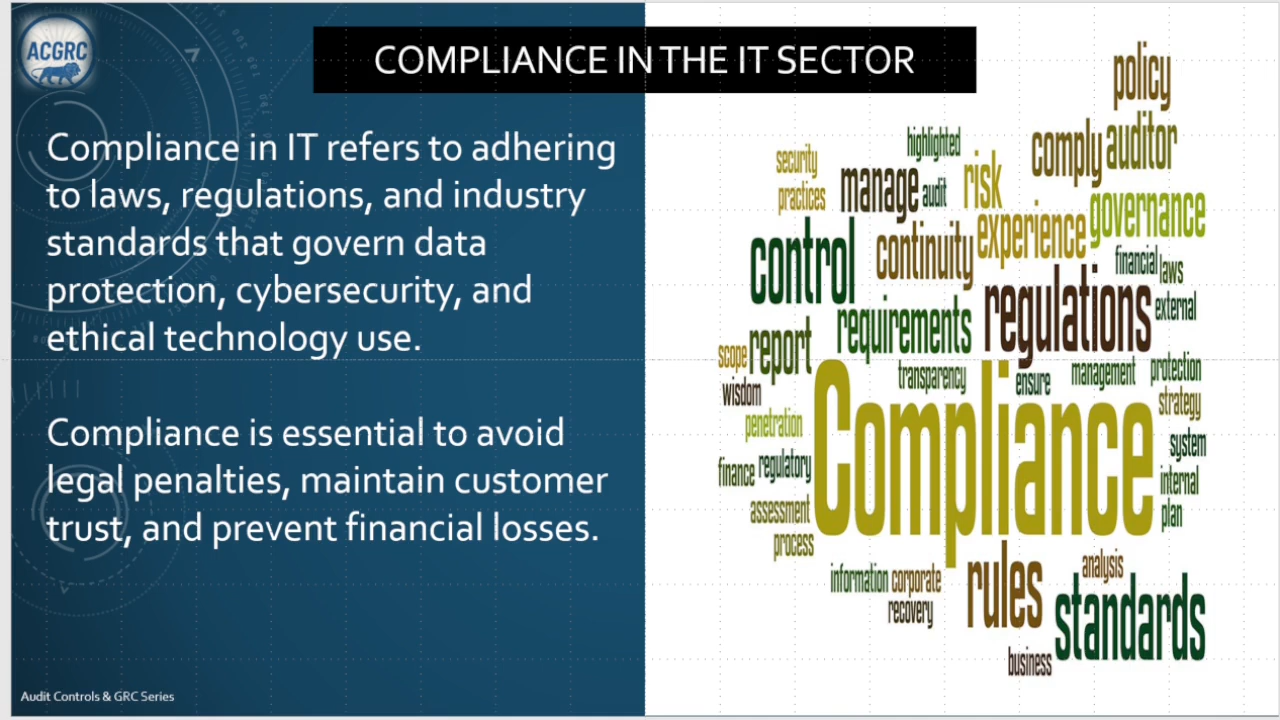 ACGRC
COMPLIANCE IN THE IT SECTOR
Compliance in IT refers to adhering
to laws, regulations, and industry
standards that govern data
protection, cybersecurity, and
ethical technology use.
Compliance is essential to avoid
legal penalties, maintain customer
trust, and prevent financial losses.
policy
comply auditor
highlighted
security
practices
manage audit risk
governance
control
continuity experience
financial laws
requirements regulations external
scope report
transparency ensure management protection
wisdom
strategy
penetration
Compliance
system
finance regulatory
internal
assessment
plan
process
information corporate
recovery
rules
analysis
standards
business
Audit Controls & GRC Series